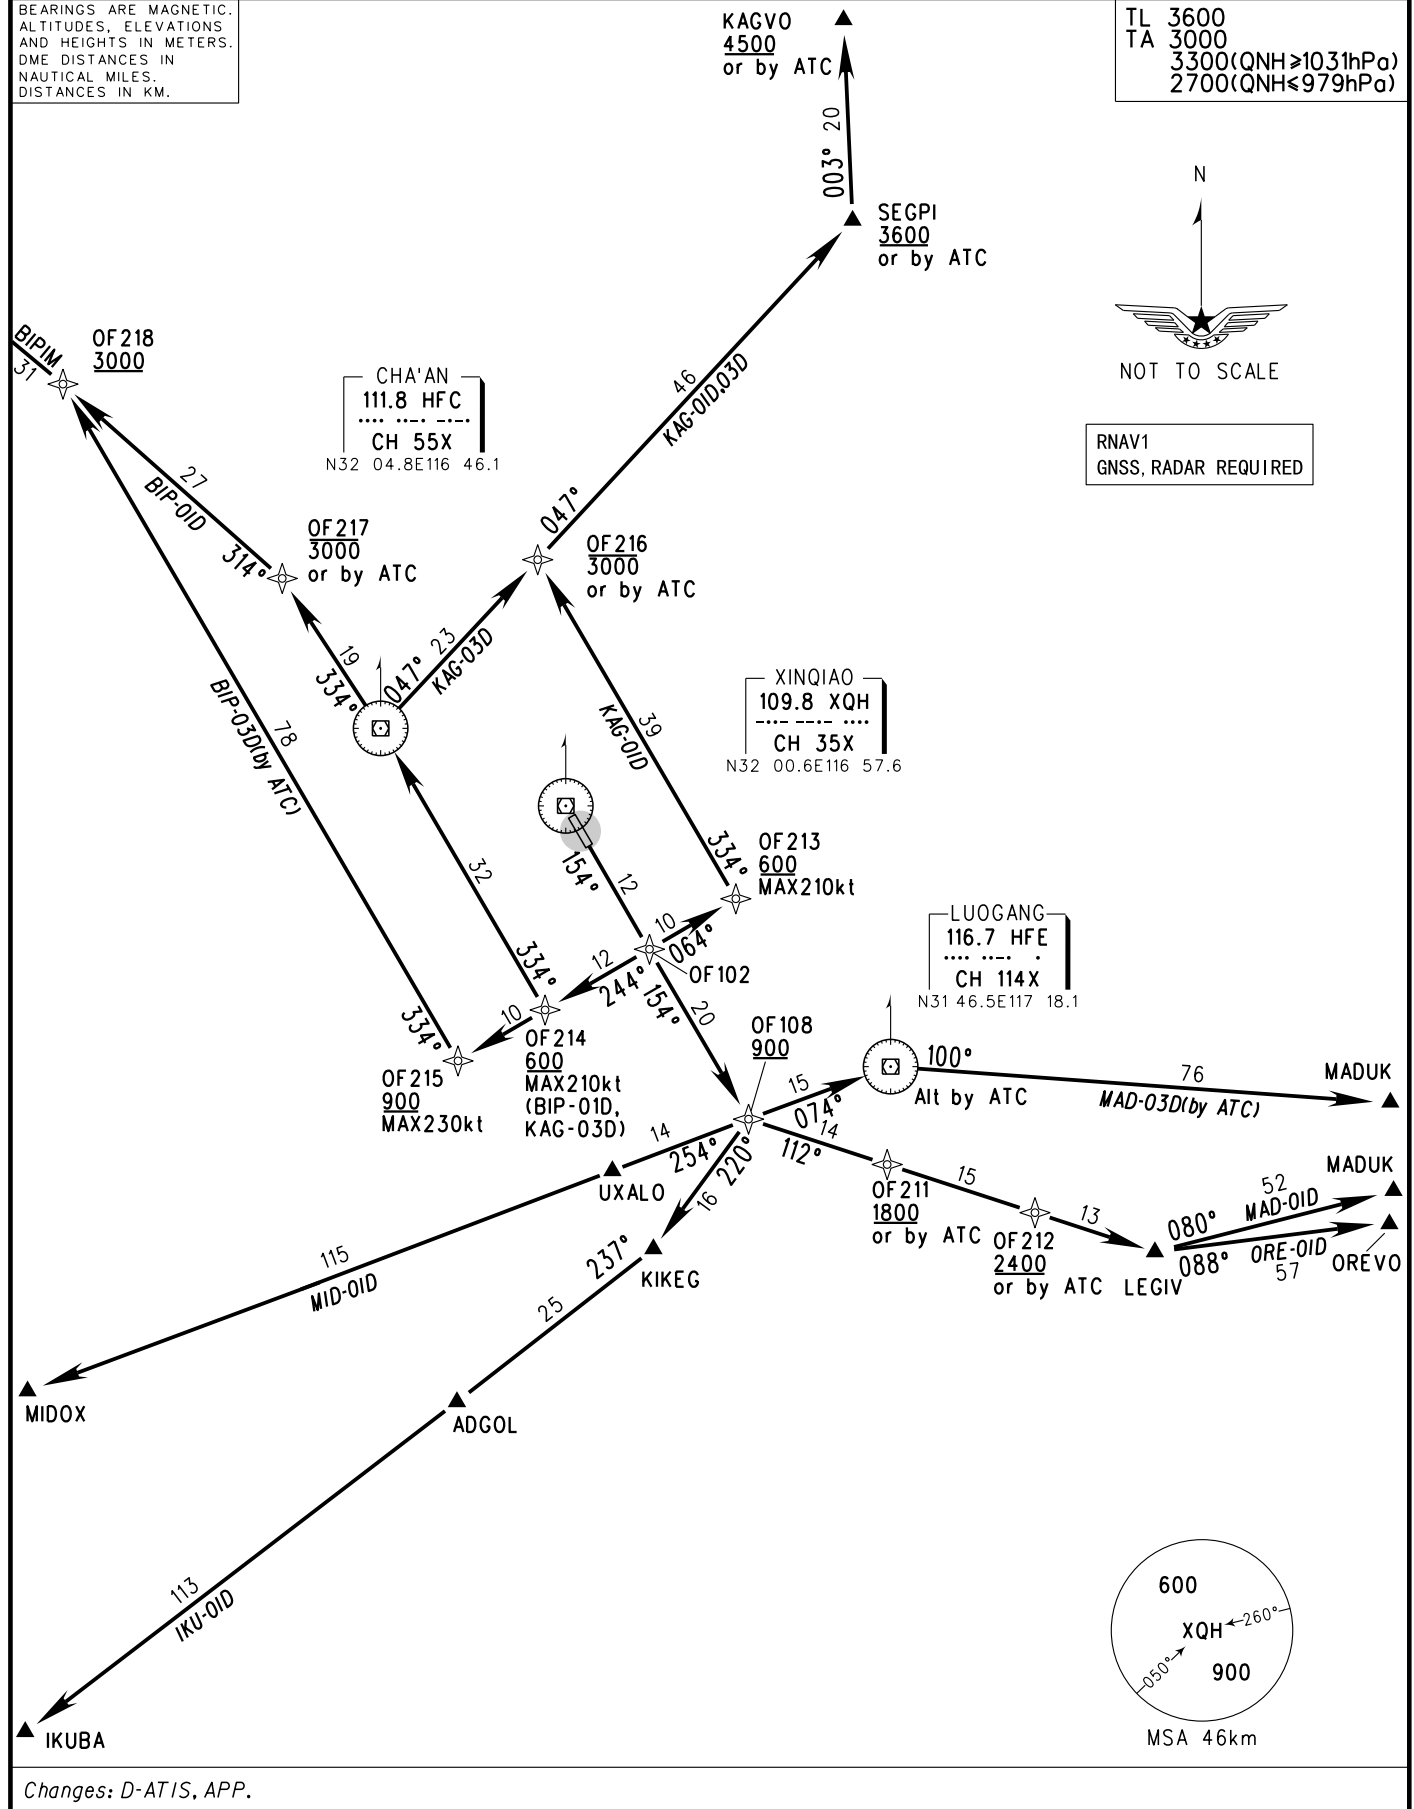 BEARINGS ARE MAGNETIC.
ALTITUDES, ELEVATIONS
AND HEIGHTS IN METERS.
DME DISTANCES IN
NAUTICAL MILES.
DISTANCES IN KM.
KAGVO
4500
or by ATC
TL 3600
TA 3000
3300(QNH≥1031hPa)
2700(QNH≤979hPa)
003° 20
N
SEGPI
3600
or by ATC
NOT TO SCALE
RNAV1
GNSS, RADAR REQUIRED
BIPIM
31
OF218
3000
CHA'AN
111.8 HFC
···· ··-· -·-·
CH 55X
N32 04.8E116 46.1
46
KAG-01D,03D
047°
27
BIP-01D
314°
OF217
3000
or by ATC
OF216
3000
or by ATC
19
334°
047°
23
KAG-03D
78
BIP-03D(by ATC)
39
KAG-01D
334°
XINQIAO
109.8 XQH
-··- --·- ····
CH 35X
N32 00.6E116 57.6
32
334°
154°
12
OF213
600
MAX210kt
10
064°
12
244°
OF102
154°
20
LUOGANG
116.7 HFE
···· ··-· ·
CH 114X
N31 46.5E117 18.1
10
334°
OF214
600
MAX210kt
(BIP-01D,
KAG-03D)
OF215
900
MAX230kt
OF108
900
15
074°
100°
Alt by ATC
76
MAD-03D(by ATC)
MADUK
14
254°
220°
16
14
112°
UXALO
OF211
1800
or by ATC
15
OF212
2400
or by ATC
13
LEGIV
080°
52
MAD-01D
MADUK
088°
ORE-01D
57
OREVO
115
MID-01D
MIDOX
237°
KIKEG
25
ADGOL
113
IKU-01D
IKUBA
600
XQH
260°
050°
900
MSA 46km
Changes: D-ATIS, APP.